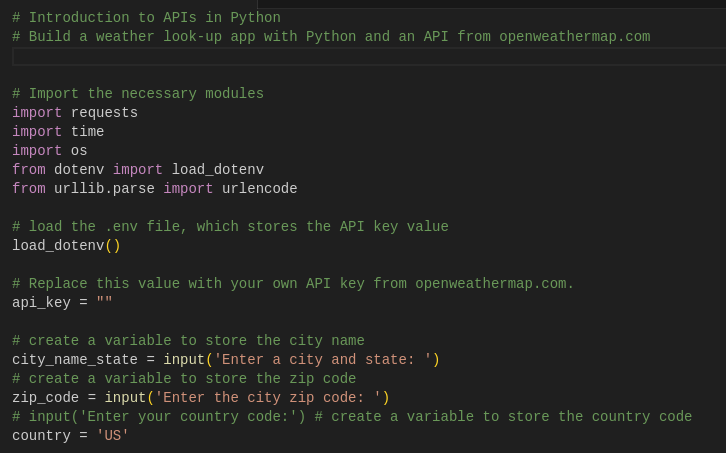 # Introduction to APIs in Python
# Build a weather look-up app with Python and an API from openweathermap.com
# Import the necessary modules
import requests
import time
import os
from dotenv import load_dotenv
from urllib.parse import urlencode
# load the .env file, which stores the API key value
load_dotenv()
# Replace this value with your own API key from openweathermap.com.
api_key = ""
# create a variable to store the city name
city_name_state = input('Enter a city and state: ')
# create a variable to store the zip code
zip_code = input('Enter the city zip code: ')
# input('Enter your country code:') # create a variable to store the country code
country = 'US'